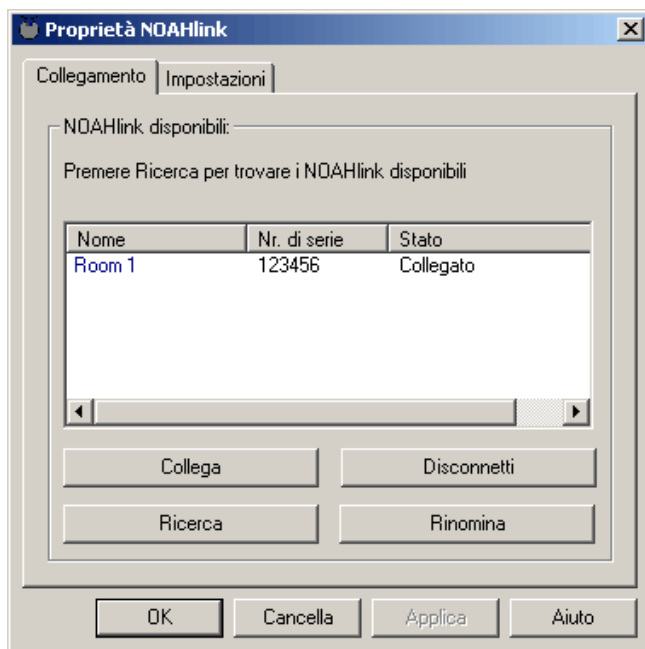 Proprietà NOAHlink
Collegamento Impostazioni
NOAHlink disponibili:
Premere Ricerca per trovare i NOAHlink disponibili
Nome Nr. di serie Stato
Room 1 123456 Collegato
Collega Disconnetti
Ricerca Rinomina
OK Cancella Applica Aiuto